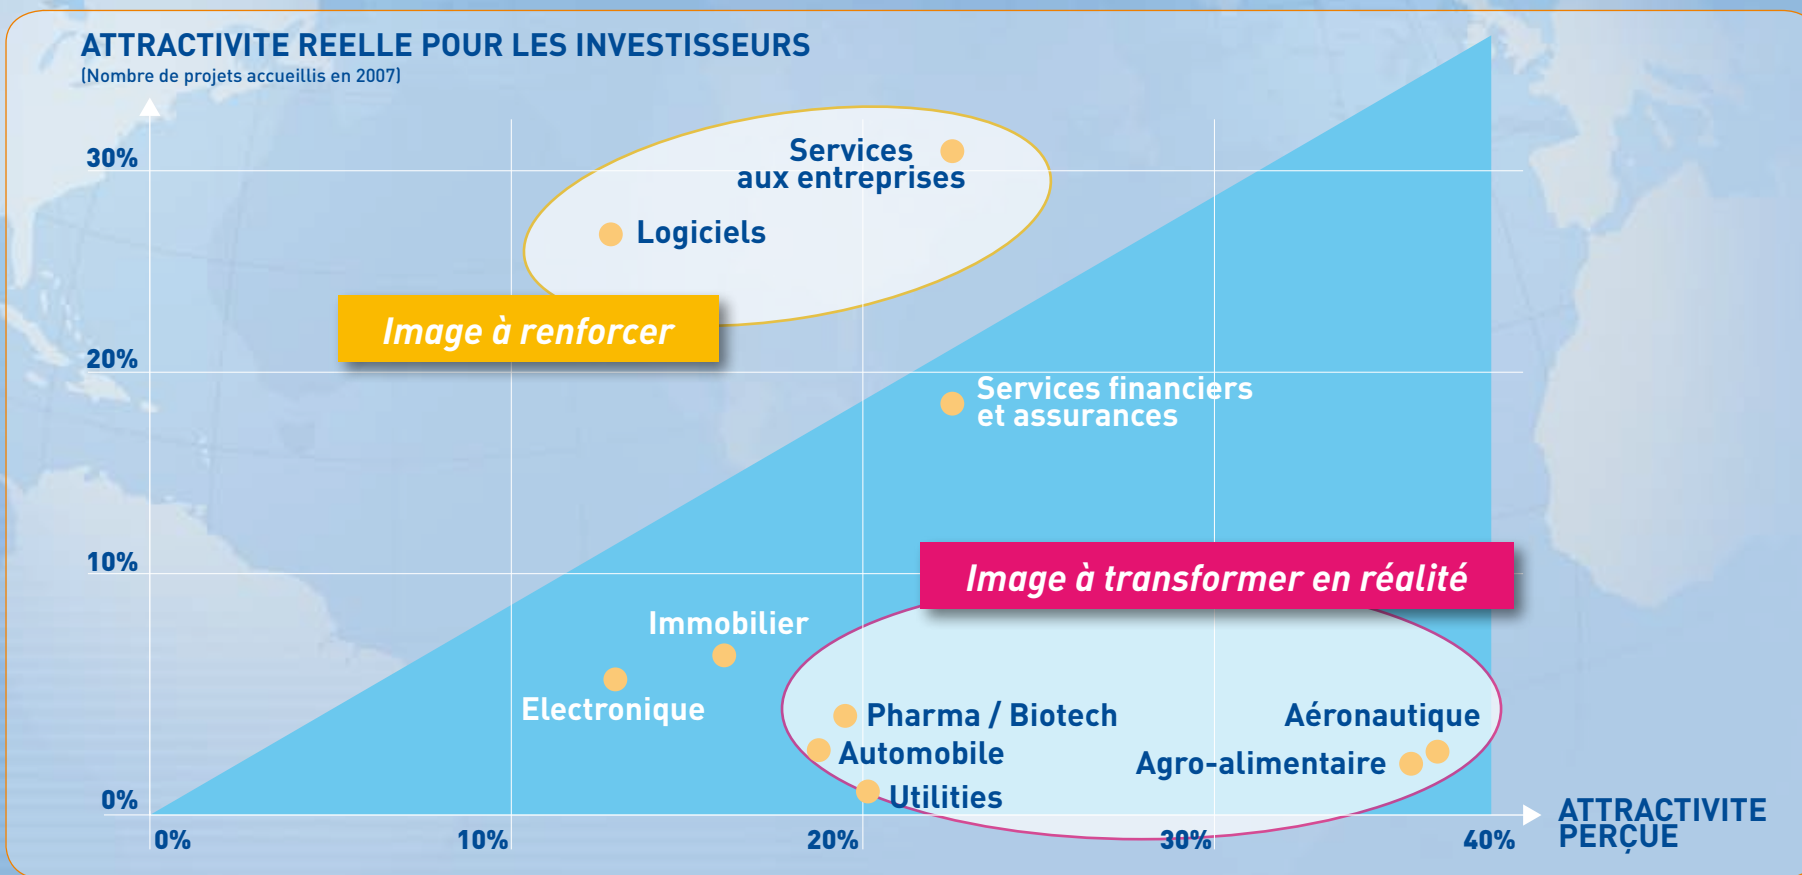 ATTRACTIVITE REELLE POUR LES INVESTISSEURS
(Nombre de projets accueillis en 2007)
30%
Services
aux entreprises
Logiciels
Image à renforcer
20%
Services financiers
et assurances
10%
Image à transformer en réalité
Immobilier
Electronique
Pharma / Biotech
Aéronautique
Automobile
Agro-alimentaire
Utilities
0%
ATTRACTIVITE
PERÇUE
0%
10%
20%
30%
40%